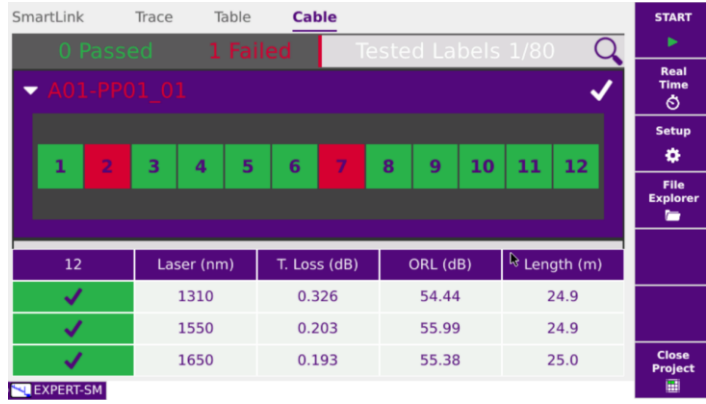 SmartLink Trace Table Cable
0 Passed 1 Failed Tested Labels 1/80
A01-PP01_01
1 2 3 4 5 6 7 8 9 10 11 12
12 Laser (nm) T. Loss (dB) ORL (dB) Length (m)
1310 0.326 54.44 24.9
1550 0.203 55.99 24.9
1650 0.193 55.38 25.0
EXPERT-SM
START
Real
Time
Setup
File
Explorer
Close
Project